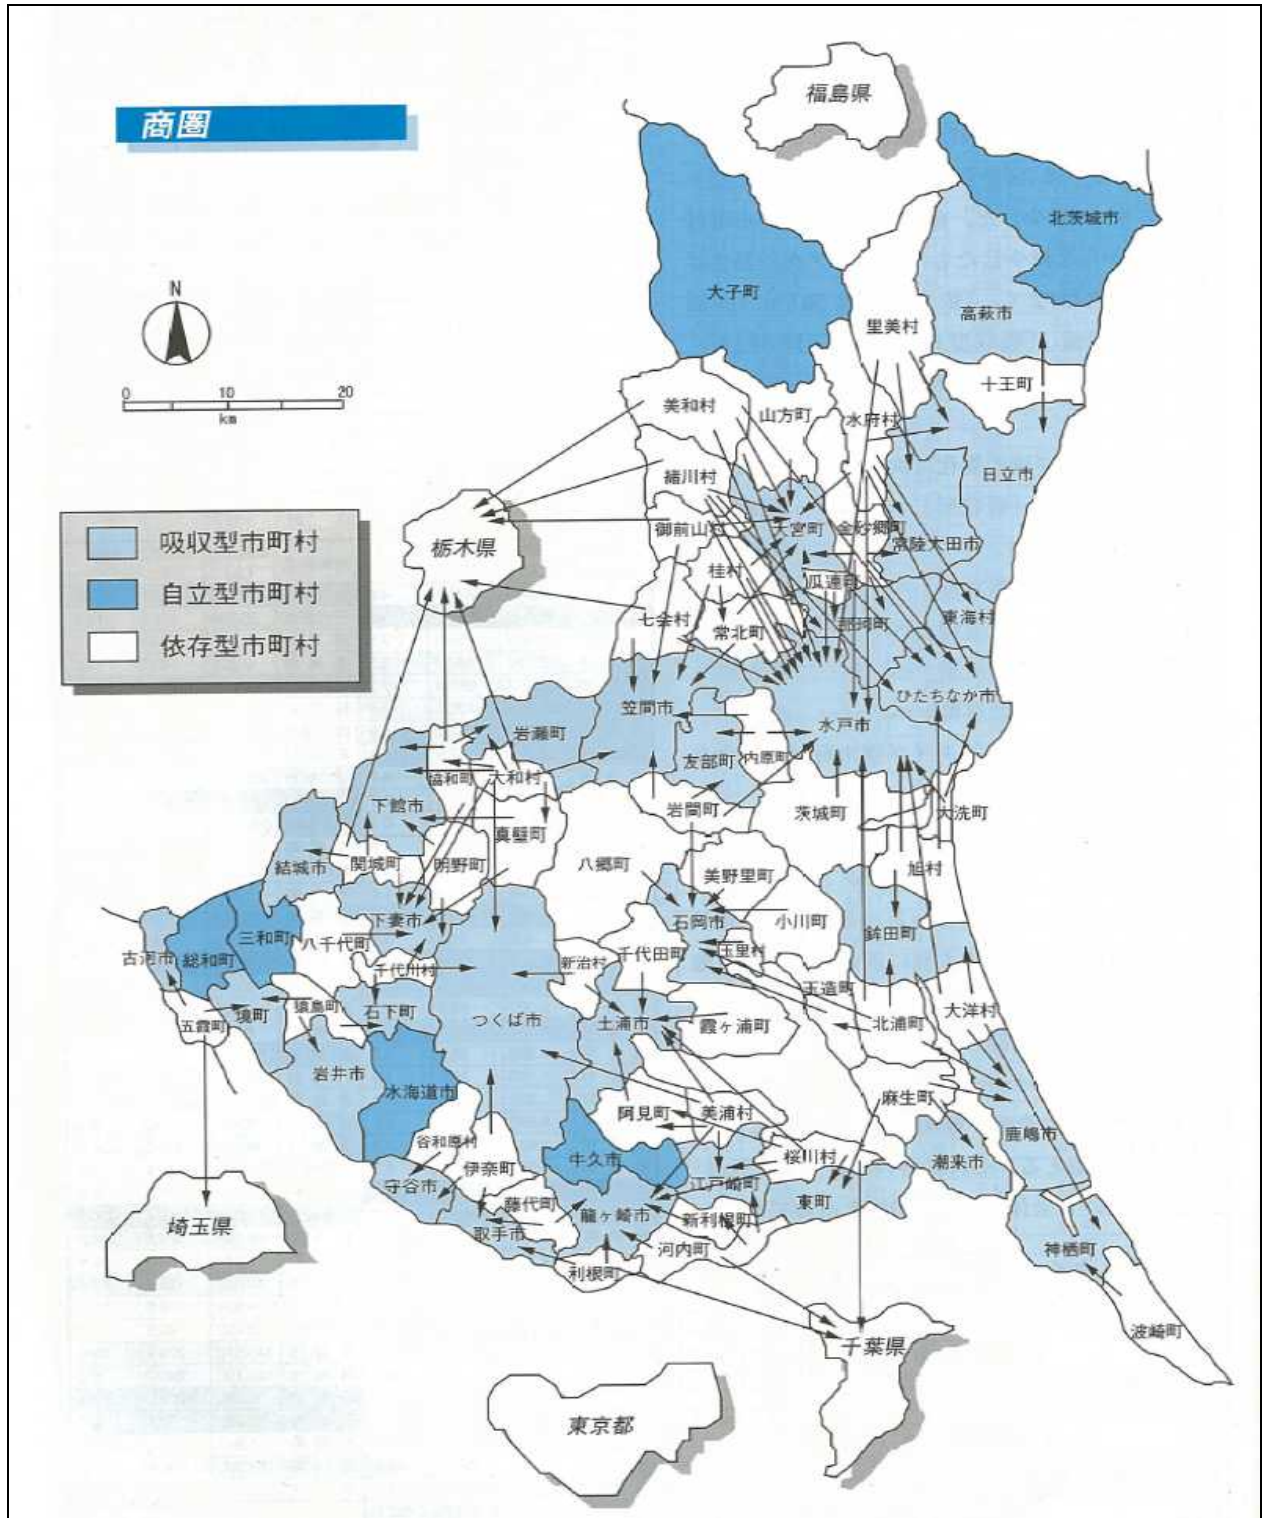 商圏
福島県
北茨城市
大子町
高萩市
里美村
N
十王町
0 10 20
km
美和村
山方町
水府村
日立市
緒川村
吸収型市町村
自立型市町村
依存型市町村
御前山村
大宮町
金砂郷町
常陸太田市
栃木県
桂村
瓜連町
七会村
常北町
那珂町
東海村
笠間市
水戸市
ひたちなか市
岩瀬町
友部町
内原町
協和町
大和村
下館市
岩間町
茨城町
大洗町
真壁町
結城市
関城町
明野町
八郷町
美野里町
旭村
下妻市
石岡市
小川町
鉾田町
古河市
総和町
三和町
八千代町
千代川村
新治村
千代田町
玉里村
玉造町
五霞町
境町
猿島町
石下町
つくば市
土浦市
霞ヶ浦町
北浦町
大洋村
岩井市
水海道市
阿見町
美浦村
麻生町
鹿嶋市
谷和原村
伊奈町
牛久市
桜川村
潮来市
守谷市
藤代町
龍ヶ崎市
江戸崎町
東町
取手市
新利根町
埼玉県
利根町
河内町
神栖町
千葉県
波崎町
東京都